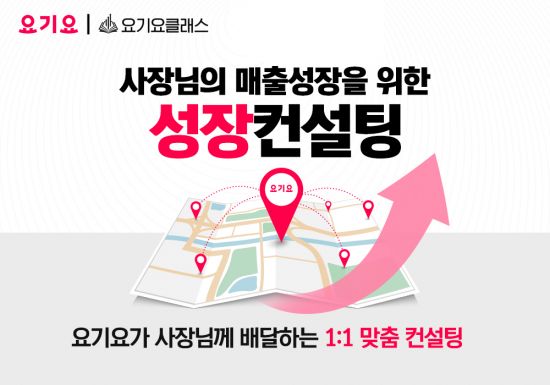 요기요 | 요기요클래스
사장님의 매출성장을 위한
성장컨설팅
요기요
요기요가 사장님께 배달하는 1:1 맞춤 컨설팅